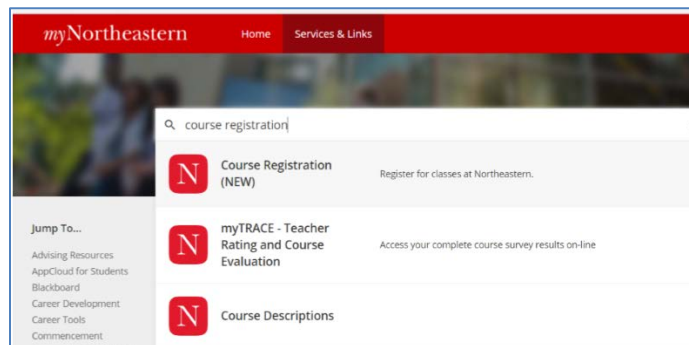 myNortheastern
Home
Services & Links
course registration
N
Course Registration
(NEW)
Register for classes at Northeastern.
N
myTRACE - Teacher
Rating and Course
Evaluation
Access your complete course survey results on-line
N
Course Descriptions
Jump To...
Advising Resources
AppCloud for Students
Blackboard
Career Development
Career Tools
Commencement